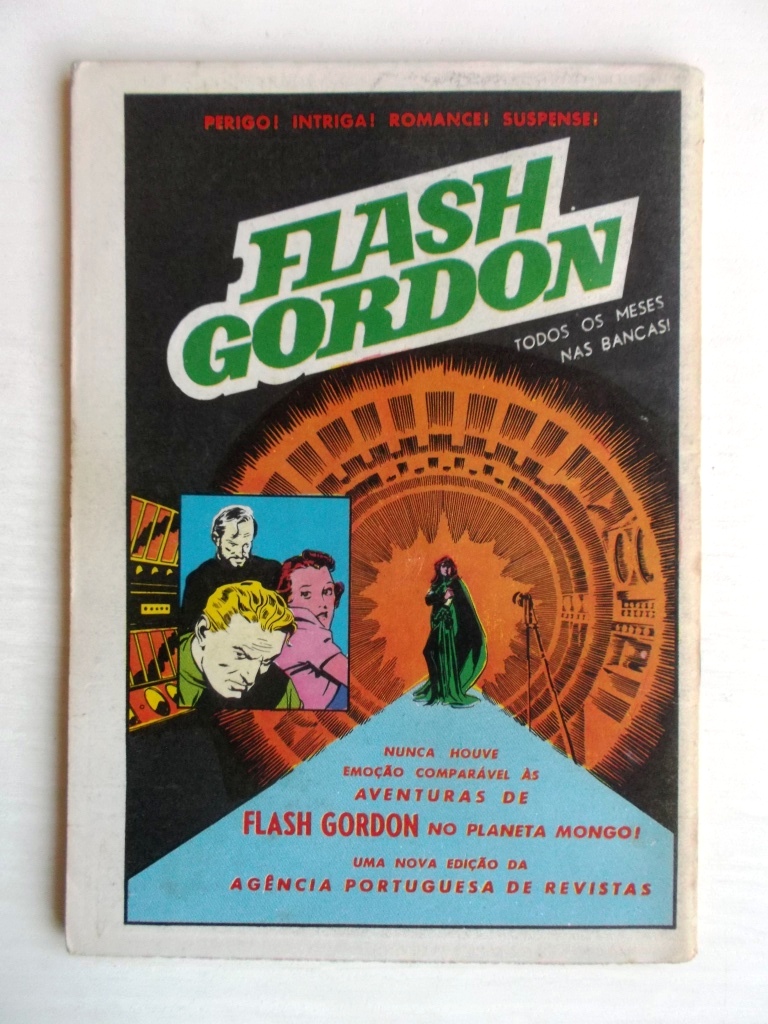 PERIGO! INTRIGA! ROMANCE! SUSPENSE!
FLASH
GORDON
TODOS OS MESES
NAS BANCAS!
NUNCA HOUVE
EMOÇÃO COMPARÁVEL ÀS
AVENTURAS DE
FLASH GORDON NO PLANETA MONGO!
UMA NOVA EDIÇÃO DA
AGÊNCIA PORTUGUESA DE REVISTAS